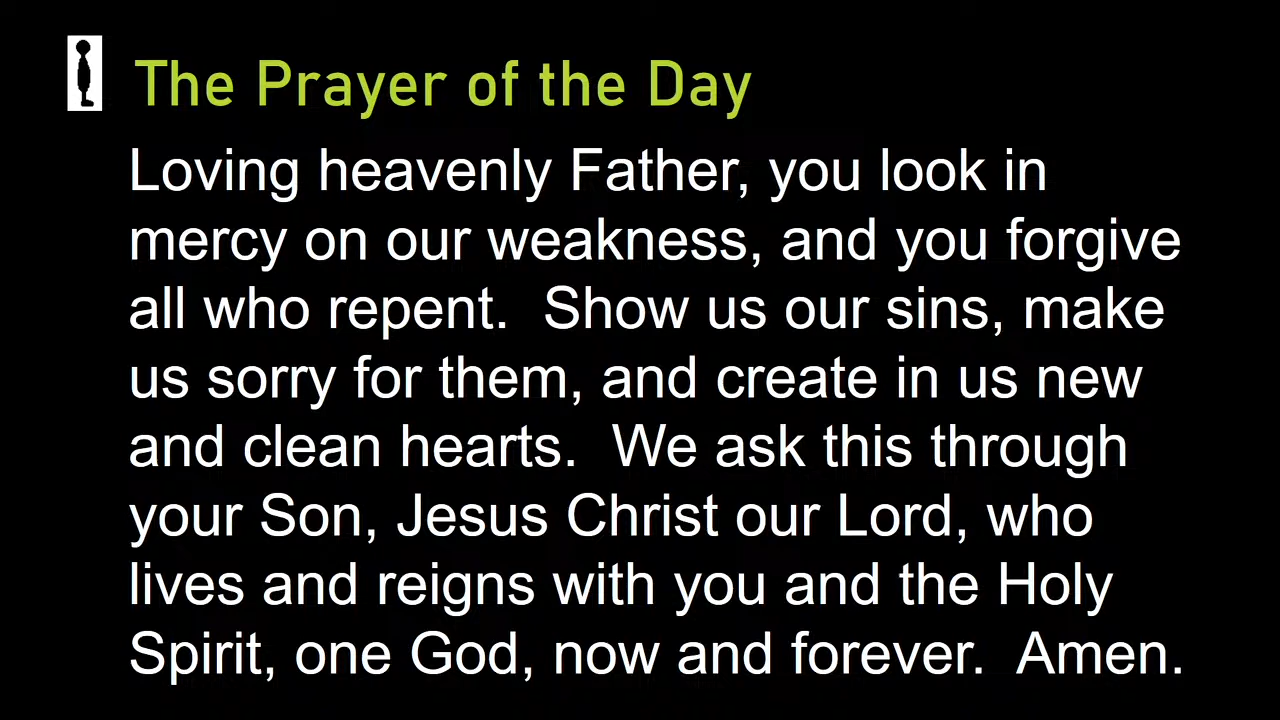 The Prayer of the Day
Loving heavenly Father, you look in
mercy on our weakness, and you forgive
all who repent.  Show us our sins, make
us sorry for them, and create in us new
and clean hearts.  We ask this through
your Son, Jesus Christ our Lord, who
lives and reigns with you and the Holy
Spirit, one God, now and forever.  Amen.